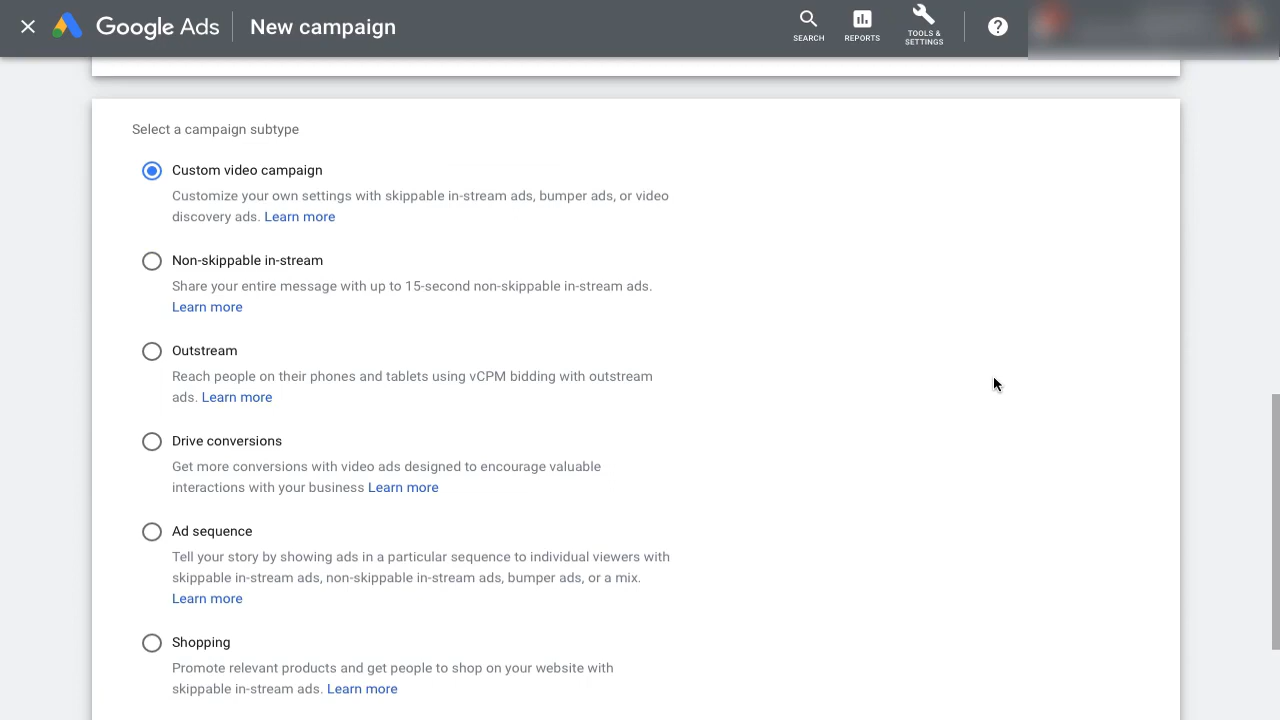 Google Ads New campaign
SEARCH REPORTS TOOLS &
SETTINGS
Select a campaign subtype
Custom video campaign
Customize your own settings with skippable in-stream ads, bumper ads, or video
discovery ads. Learn more
Non-skippable in-stream
Share your entire message with up to 15-second non-skippable in-stream ads.
Learn more
Outstream
Reach people on their phones and tablets using vCPM bidding with outstream
ads. Learn more
Drive conversions
Get more conversions with video ads designed to encourage valuable
interactions with your business Learn more
Ad sequence
Tell your story by showing ads in a particular sequence to individual viewers with
skippable in-stream ads, non-skippable in-stream ads, bumper ads, or a mix.
Learn more
Shopping
Promote relevant products and get people to shop on your website with
skippable in-stream ads. Learn more